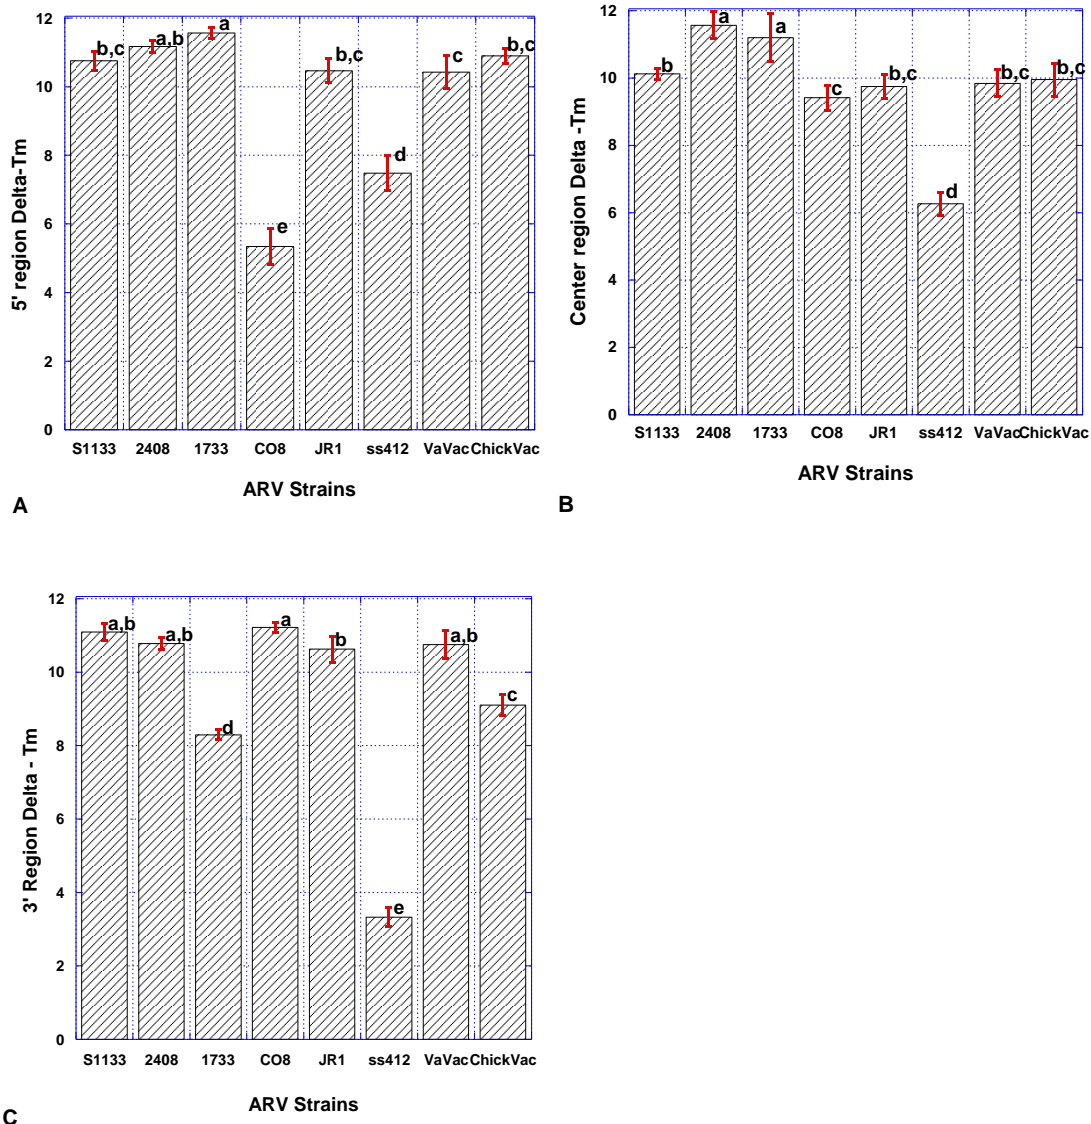 5' region Delta-Tm
12
10
8
6
4
2
0
b,c
a,b
a
e
b,c
d
c
b,c
S1133 2408 1733 CO8 JR1 ss412 VaVac ChickVac
ARV Strains
A
Center region Delta -Tm
12
10
8
6
4
2
0
b
a
a
c
b,c
d
b,c
b,c
S1133 2408 1733 CO8 JR1 ss412 VaVac ChickVac
ARV Strains
B
3' Region Delta - Tm
12
10
8
6
4
2
0
a,b
a,b
d
a
b
e
a,b
c
S1133 2408 1733 CO8 JR1 ss412 VaVac ChickVac
ARV Strains
C